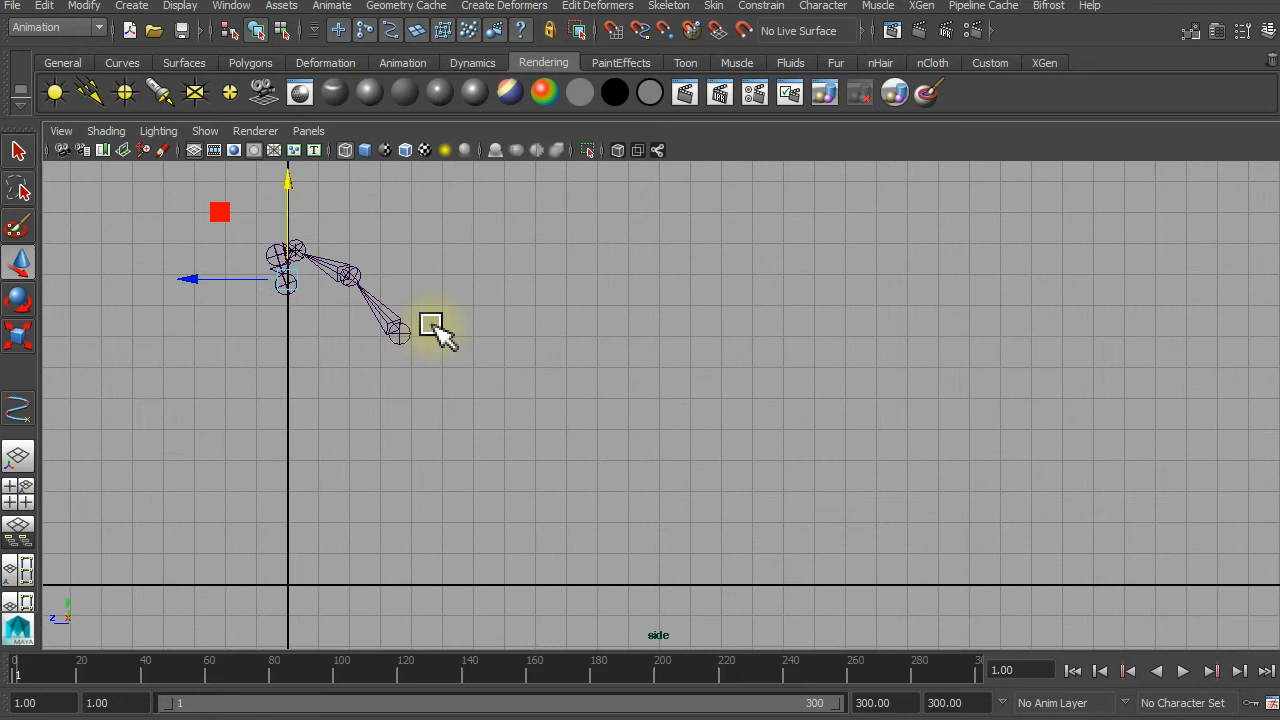 File Edit Modify Create Display Window Assets Animate Geometry Cache Create Deformers Edit Deformers Skeleton Skin Constrain Character Muscle XGen Pipeline Cache Bifrost Help
Animation No Live Surface
General Curves Surfaces Polygons Deformation Animation Dynamics Rendering PaintEffects Toon Muscle Fluids Fur nHair nCloth Custom XGen
View Shading Lighting Show Renderer Panels
y
z x
side
MAYA
0 20 40 60 80 100 120 140 160 180 200 220 240 260 280 30
1 1.00
1.00 1.00 1 300 300.00 300.00 No Anim Layer No Character Set